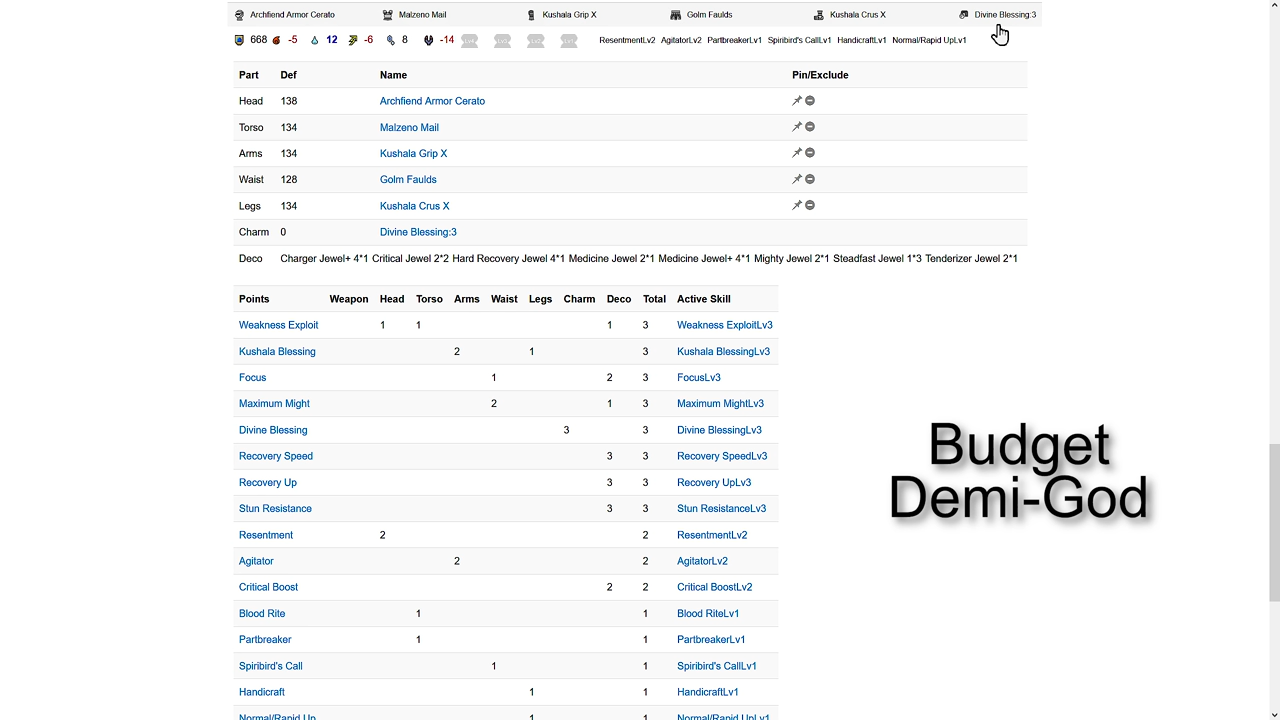 Archfiend Armor Cerato Malzeno Mail Kushala Grip X Golm Faulds Kushala Crus X Divine Blessing:3
668 -5 12 -6 8 -14 ResentmentLv2 AgitatorLv2 PartbreakerLv1 Spiribird's CallLv1 HandicraftLv1 Normal/Rapid UpLv1
Part Def Name Pin/Exclude
Head 138 Archfiend Armor Cerato
Torso 134 Malzeno Mail
Arms 134 Kushala Grip X
Waist 128 Golm Faulds
Legs 134 Kushala Crus X
Charm 0 Divine Blessing:3
Deco Charger Jewel+ 4*1 Critical Jewel 2*2 Hard Recovery Jewel 4*1 Medicine Jewel 2*1 Medicine Jewel+ 4*1 Mighty Jewel 2*1 Steadfast Jewel 1*3 Tenderizer Jewel 2*1
Points Weapon Head Torso Arms Waist Legs Charm Deco Total Active Skill
Weakness Exploit 1 1 1 3 Weakness ExploitLv3
Kushala Blessing 2 1 3 Kushala BlessingLv3
Focus 1 2 3 FocusLv3
Maximum Might 2 1 3 Maximum MightLv3
Divine Blessing 3 3 Divine BlessingLv3
Recovery Speed 3 3 Recovery SpeedLv3
Recovery Up 3 3 Recovery UpLv3
Stun Resistance 3 3 Stun ResistanceLv3
Resentment 2 2 ResentmentLv2
Agitator 2 2 AgitatorLv2
Critical Boost 2 2 Critical BoostLv2
Blood Rite 1 1 Blood RiteLv1
Partbreaker 1 1 PartbreakerLv1
Spiribird's Call 1 1 Spiribird's CallLv1
Handicraft 1 1 HandicraftLv1
Normal/Rapid Up 1 1 Normal/Rapid UpLv1
Budget
Demi-God